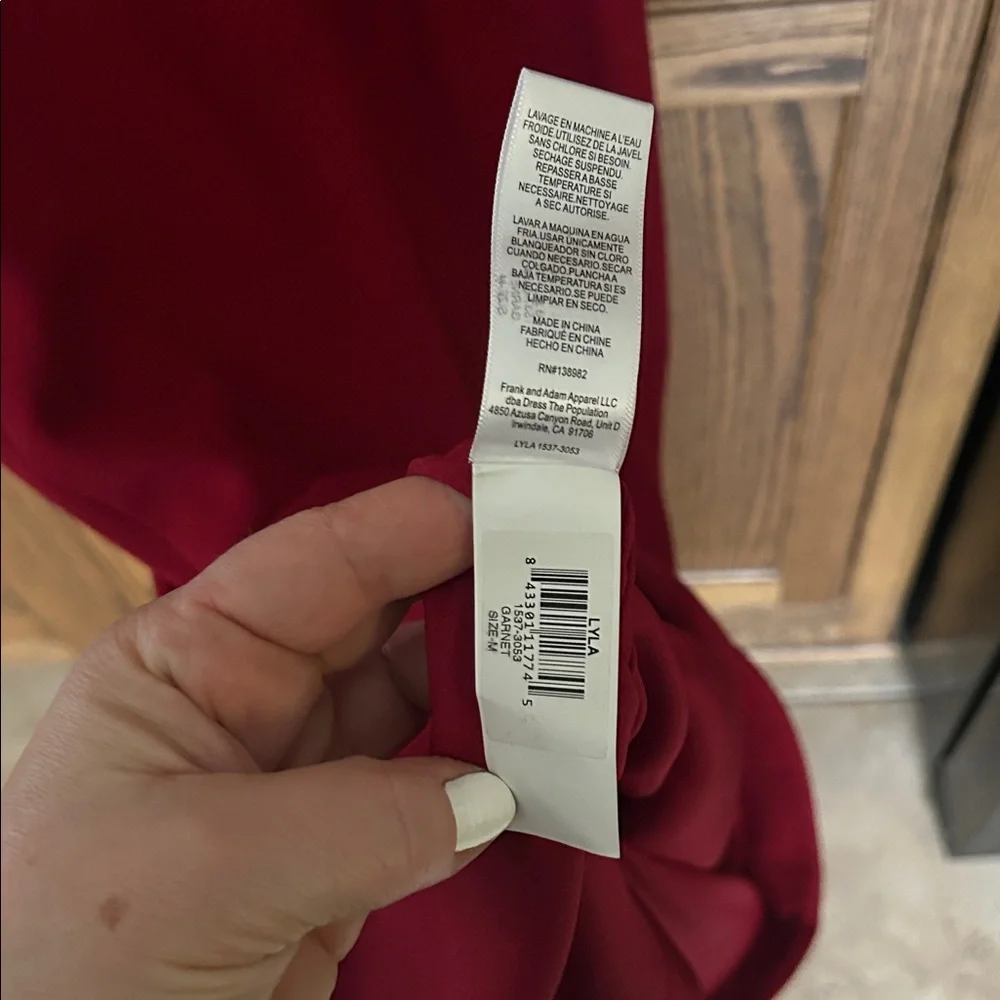 LAVAGE EN MACHINE A L'EAU
FROIDE UTILISEZ DE LA JAVEL
SANS CHLORE SI BESOIN.
SECHAGE SUSPENDU.
REPASSER A BASSE
TEMPERATURE SI
NECESSAIRE.NETTOYAGE
A SEC AUTORISE.
LAVAR A MAQUINA EN AGUA
FRIA.USAR ÚNICAMENTE
BLANQUEADOR SIN CLORO
CUANDO NECESARIO.SECAR
COLGADO.PLANCHA A
BAJA TEMPERATURA SI ES
NECESARIO.SE PUEDE
LIMPIAR EN SECO.
MADE IN CHINA
FABRIQUÉ EN CHINE
HECHO EN CHINA
RN#138982
Frank and Adam Apparel LLC
dba Dress The Population
4850 Azusa Canyon Road, Unit D
Irwindale, CA 91706
LYLA 1537-3053
LYLA
8 43301 11774 5
1537-3053
GARNET
SIZE-M